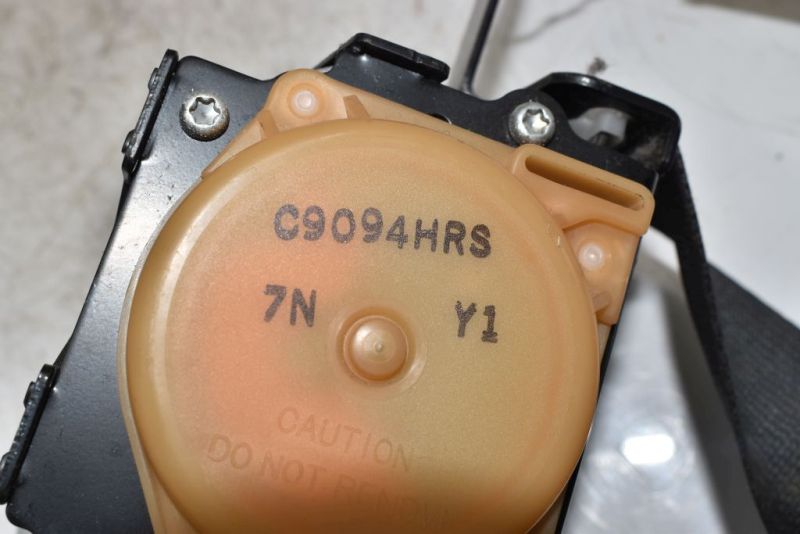 C9094HRS
7N Y1
CAUTION
DO NOT